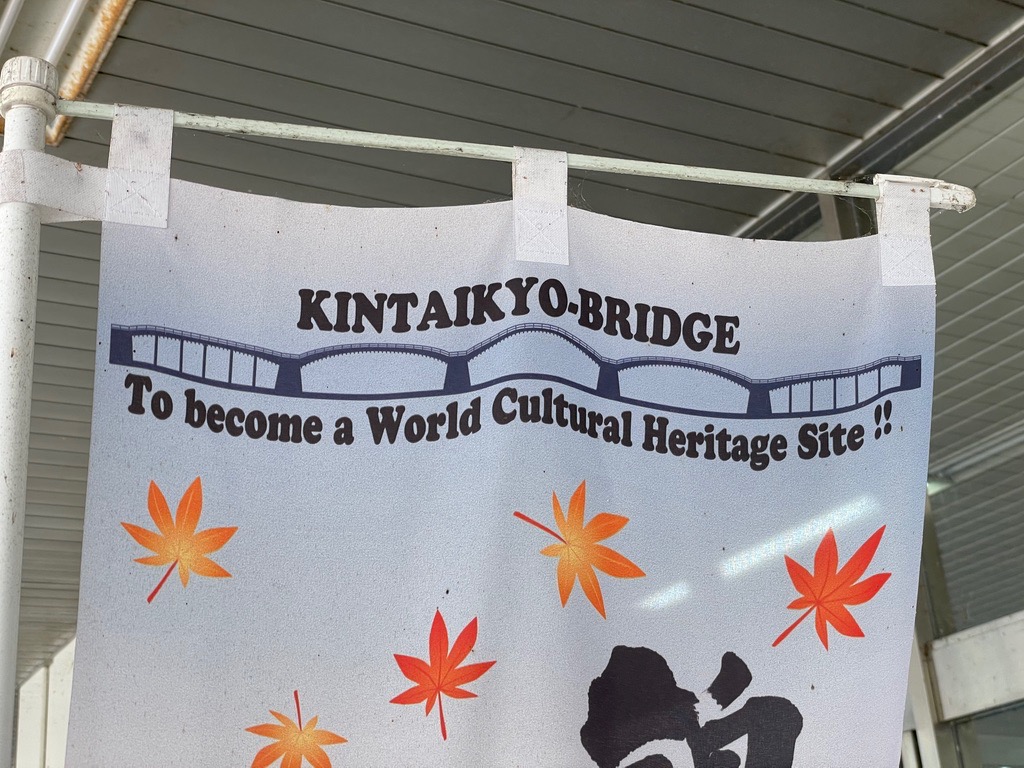 KINTAIKYO-BRIDGE
To become a World Cultural Heritage Site !!